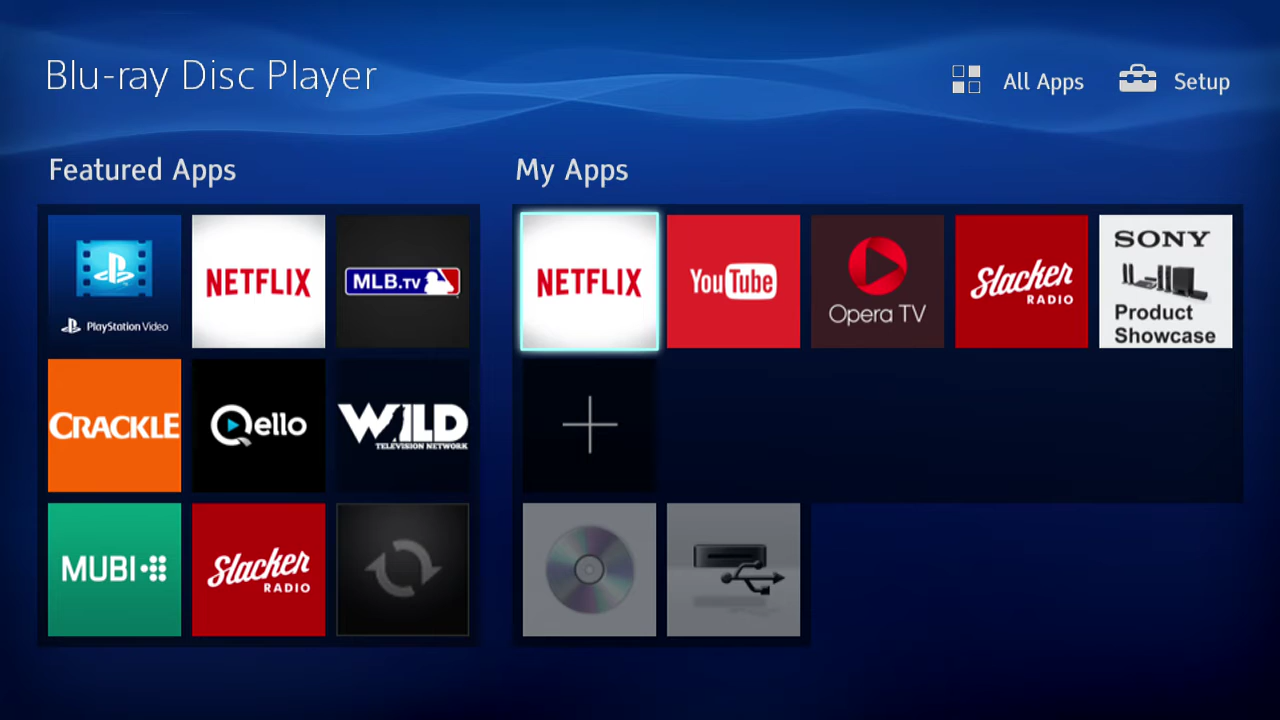 Blu-ray Disc Player
All Apps
Setup
Featured Apps
My Apps
PlayStation Video
NETFLIX
MLB.TV
NETFLIX
YouTube
Opera TV
Slacker
RADIO
SONY
Product
Showcase
CRACKLE
Qello
WILD
TELEVISION NETWORK
MUBI
Slacker
RADIO